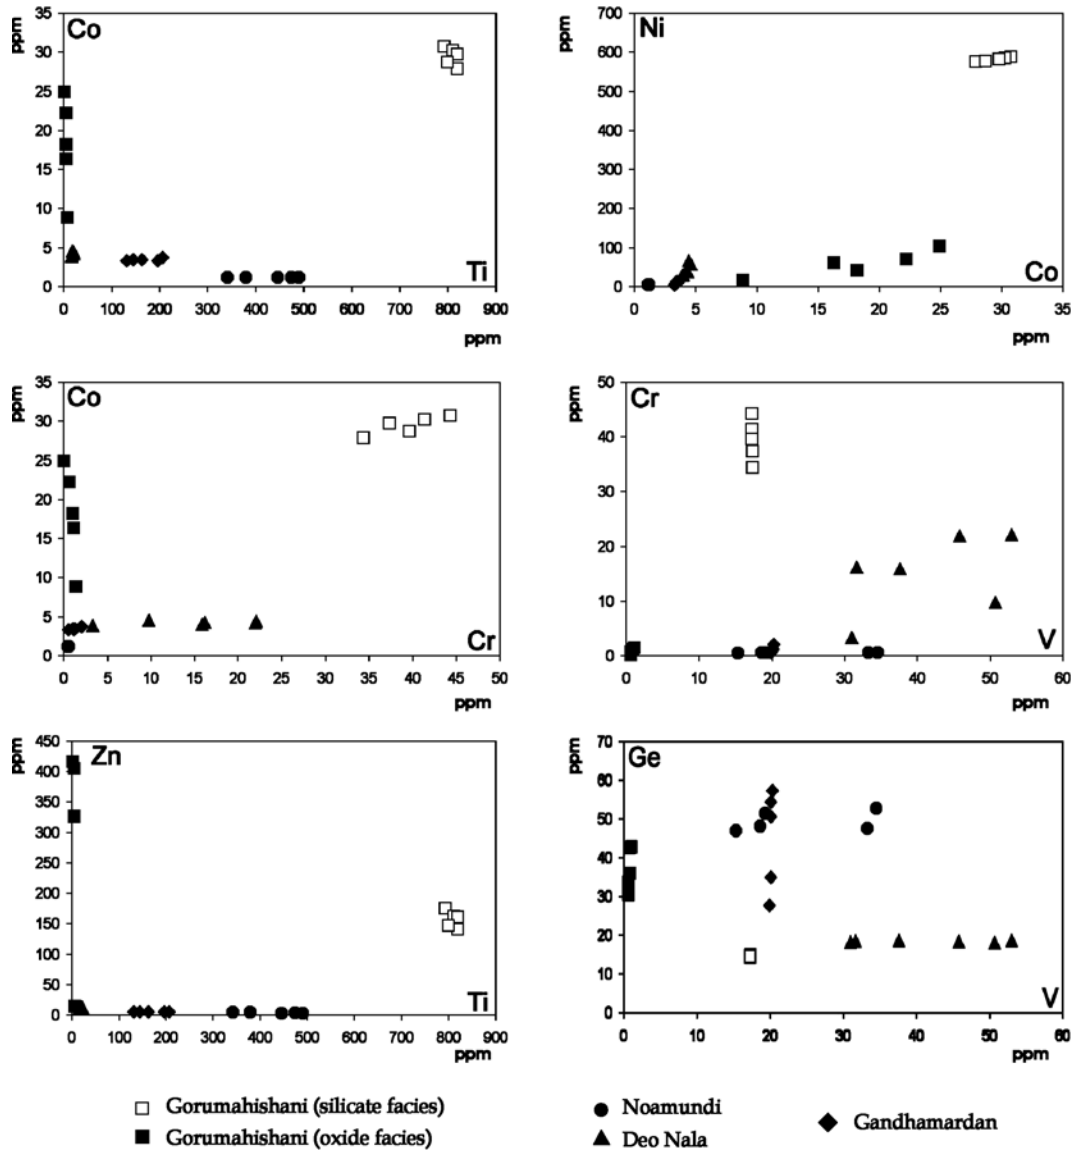 ppm
Co
35
30
25
20
15
10
5
0
Ti
0 100 200 300 400 500 600 700 800 900
ppm
ppm
Ni
700
600
500
400
300
200
100
0
Co
0 5 10 15 20 25 30 35
ppm
ppm
Co
35
30
25
20
15
10
5
0
Cr
0 5 10 15 20 25 30 35 40 45 50
ppm
ppm
Cr
50
40
30
20
10
0
V
0 10 20 30 40 50 60
ppm
ppm
Zn
450
400
350
300
250
200
150
100
50
0
Ti
0 100 200 300 400 500 600 700 800 900
ppm
ppm
Ge
70
60
50
40
30
20
10
0
V
0 10 20 30 40 50 60
ppm
Gorumahishani (silicate facies)
Gorumahishani (oxide facies)
Noamundi
Deo Nala
Gandhamardan